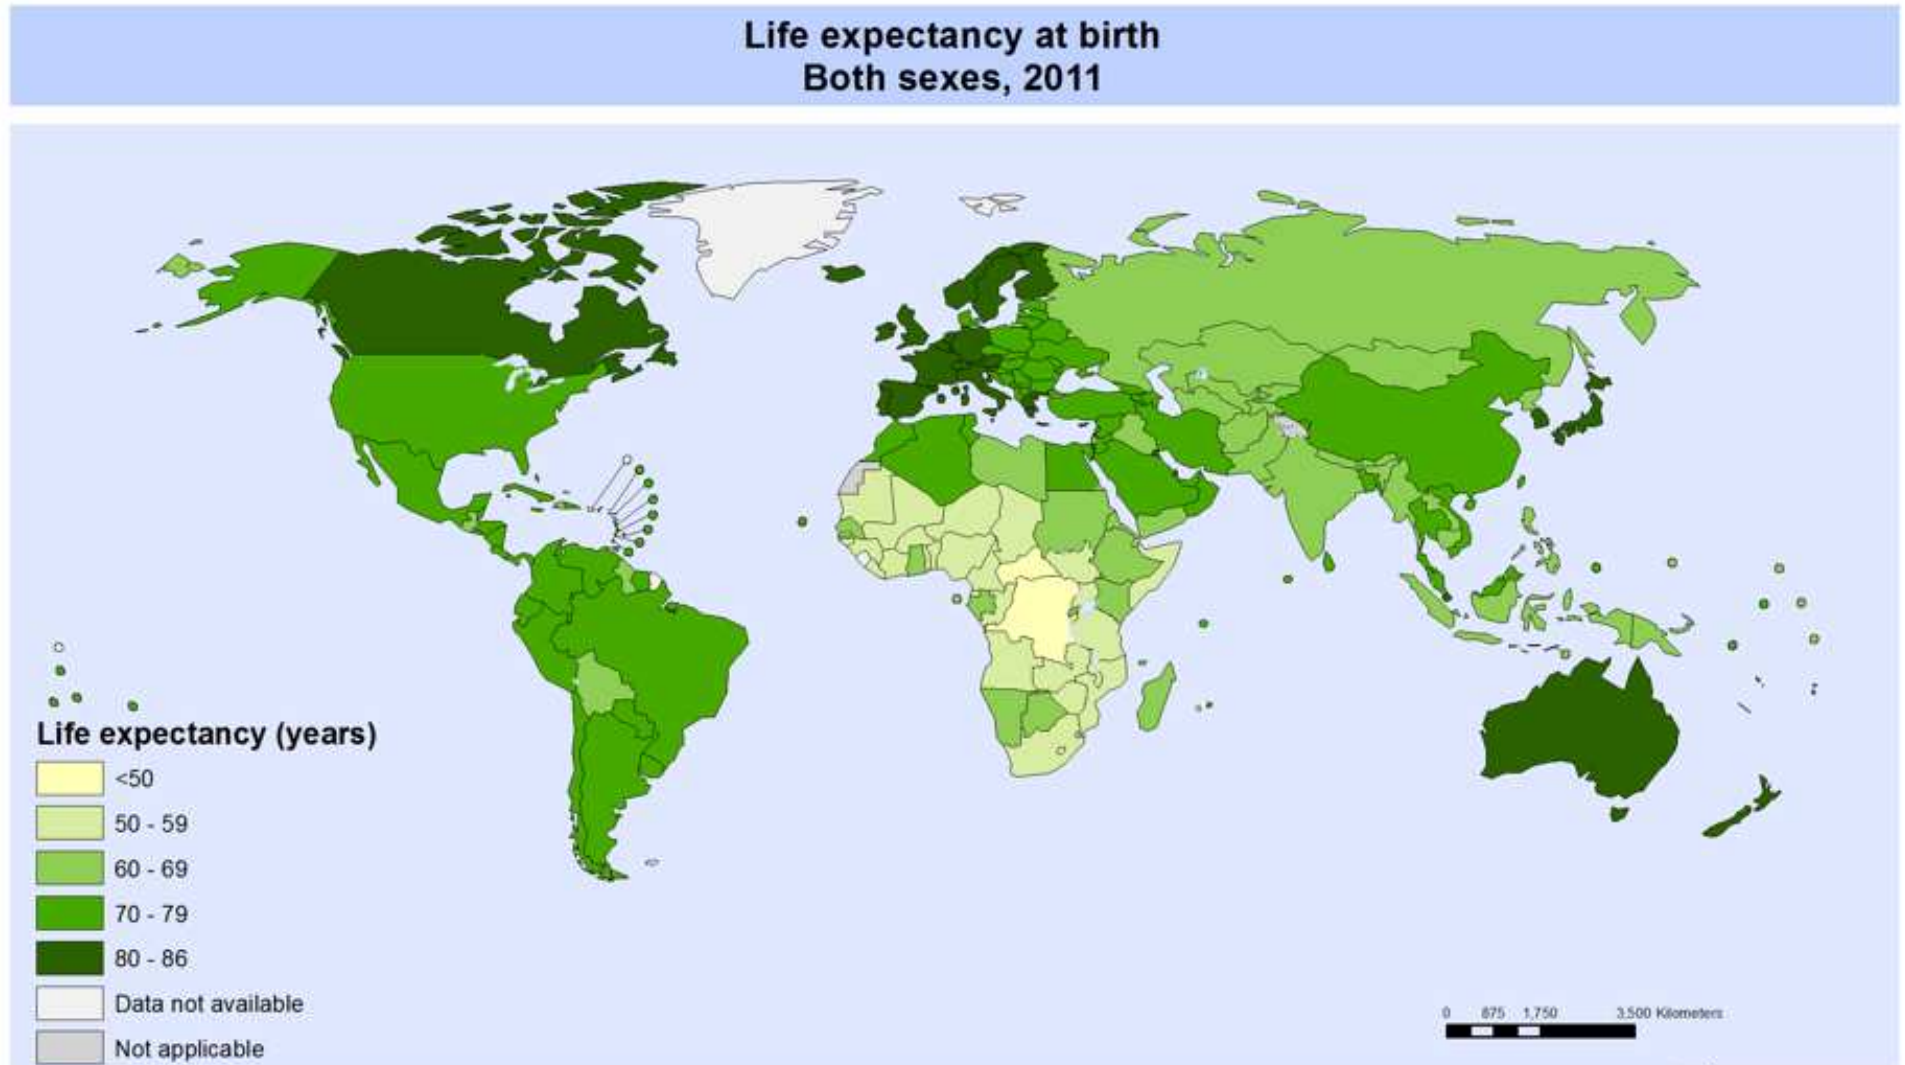 Life expectancy at birth
Both sexes, 2011
Life expectancy (years)
<50
50 - 59
60 - 69
70 - 79
80 - 86
Data not available
Not applicable
0 875 1,750 3,500 Kilometers